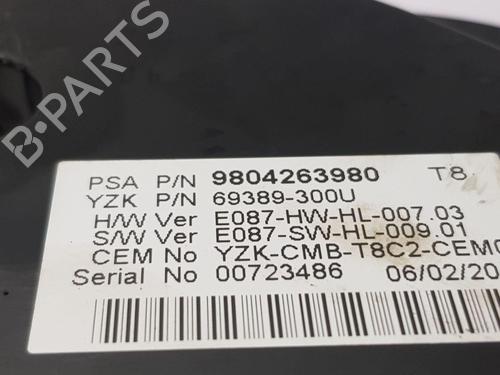 PSA P/N 9804263980 T8
YZK P/N 69389-300U
H/W Ver E087-HW-HL-007.03
S/W Ver E087-SW-HL-009.01
CEM No YZK-CMB-T8C2-CEM0
Serial No 00723486 06/02/20
B-PARTS